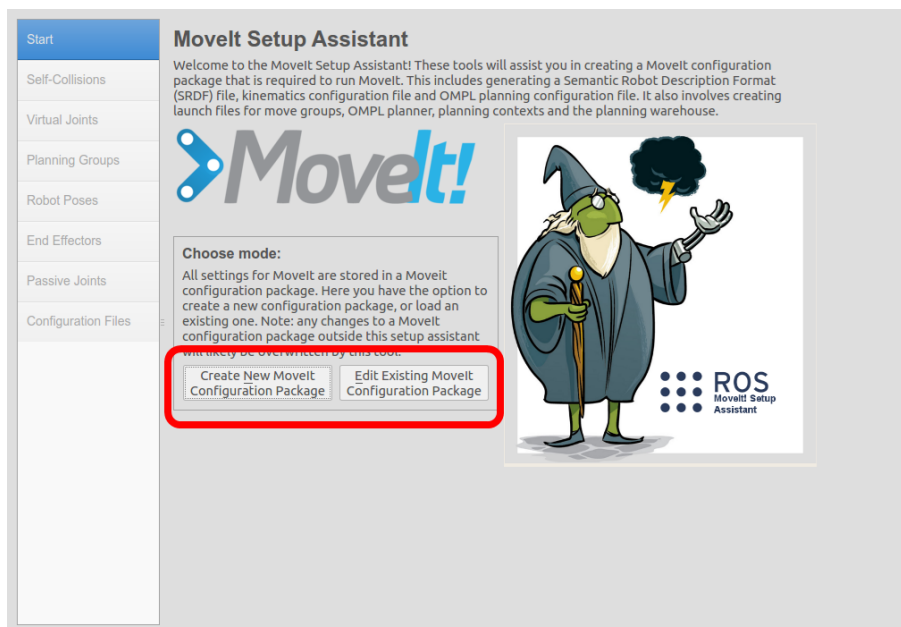 Start
Self-Collisions
Virtual Joints
Planning Groups
Robot Poses
End Effectors
Passive Joints
Configuration Files
MoveIt Setup Assistant
Welcome to the MoveIt Setup Assistant! These tools will assist you in creating a MoveIt configuration
package that is required to run MoveIt. This includes generating a Semantic Robot Description Format
(SRDF) file, kinematics configuration file and OMPL planning configuration file. It also involves creating
launch files for move groups, OMPL planner, planning contexts and the planning warehouse.
MoveIt!
Choose mode:
All settings for MoveIt are stored in a Moveit
configuration package. Here you have the option to
create a new configuration package, or load an
existing one. Note: any changes to a MoveIt
configuration package outside this setup assistant
will likely be overwritten by this tool.
Create New MoveIt
Configuration Package
Edit Existing MoveIt
Configuration Package
ROS
MoveIt! Setup
Assistant